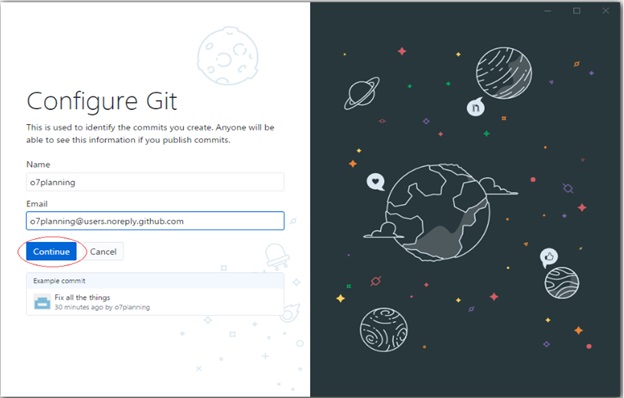 Configure Git
This is used to identify the commits you create. Anyone will be
able to see this information if you publish commits.
Name
o7planning
Email
o7planning@users.noreply.github.com
Continue Cancel
Example commit
Fix all the things
30 minutes ago by o7planning